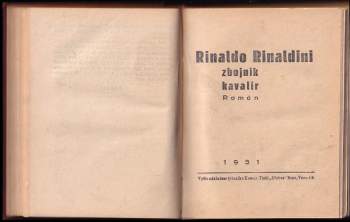 Rinaldo Rinaldini
zbojník
kavalír
Román
1931